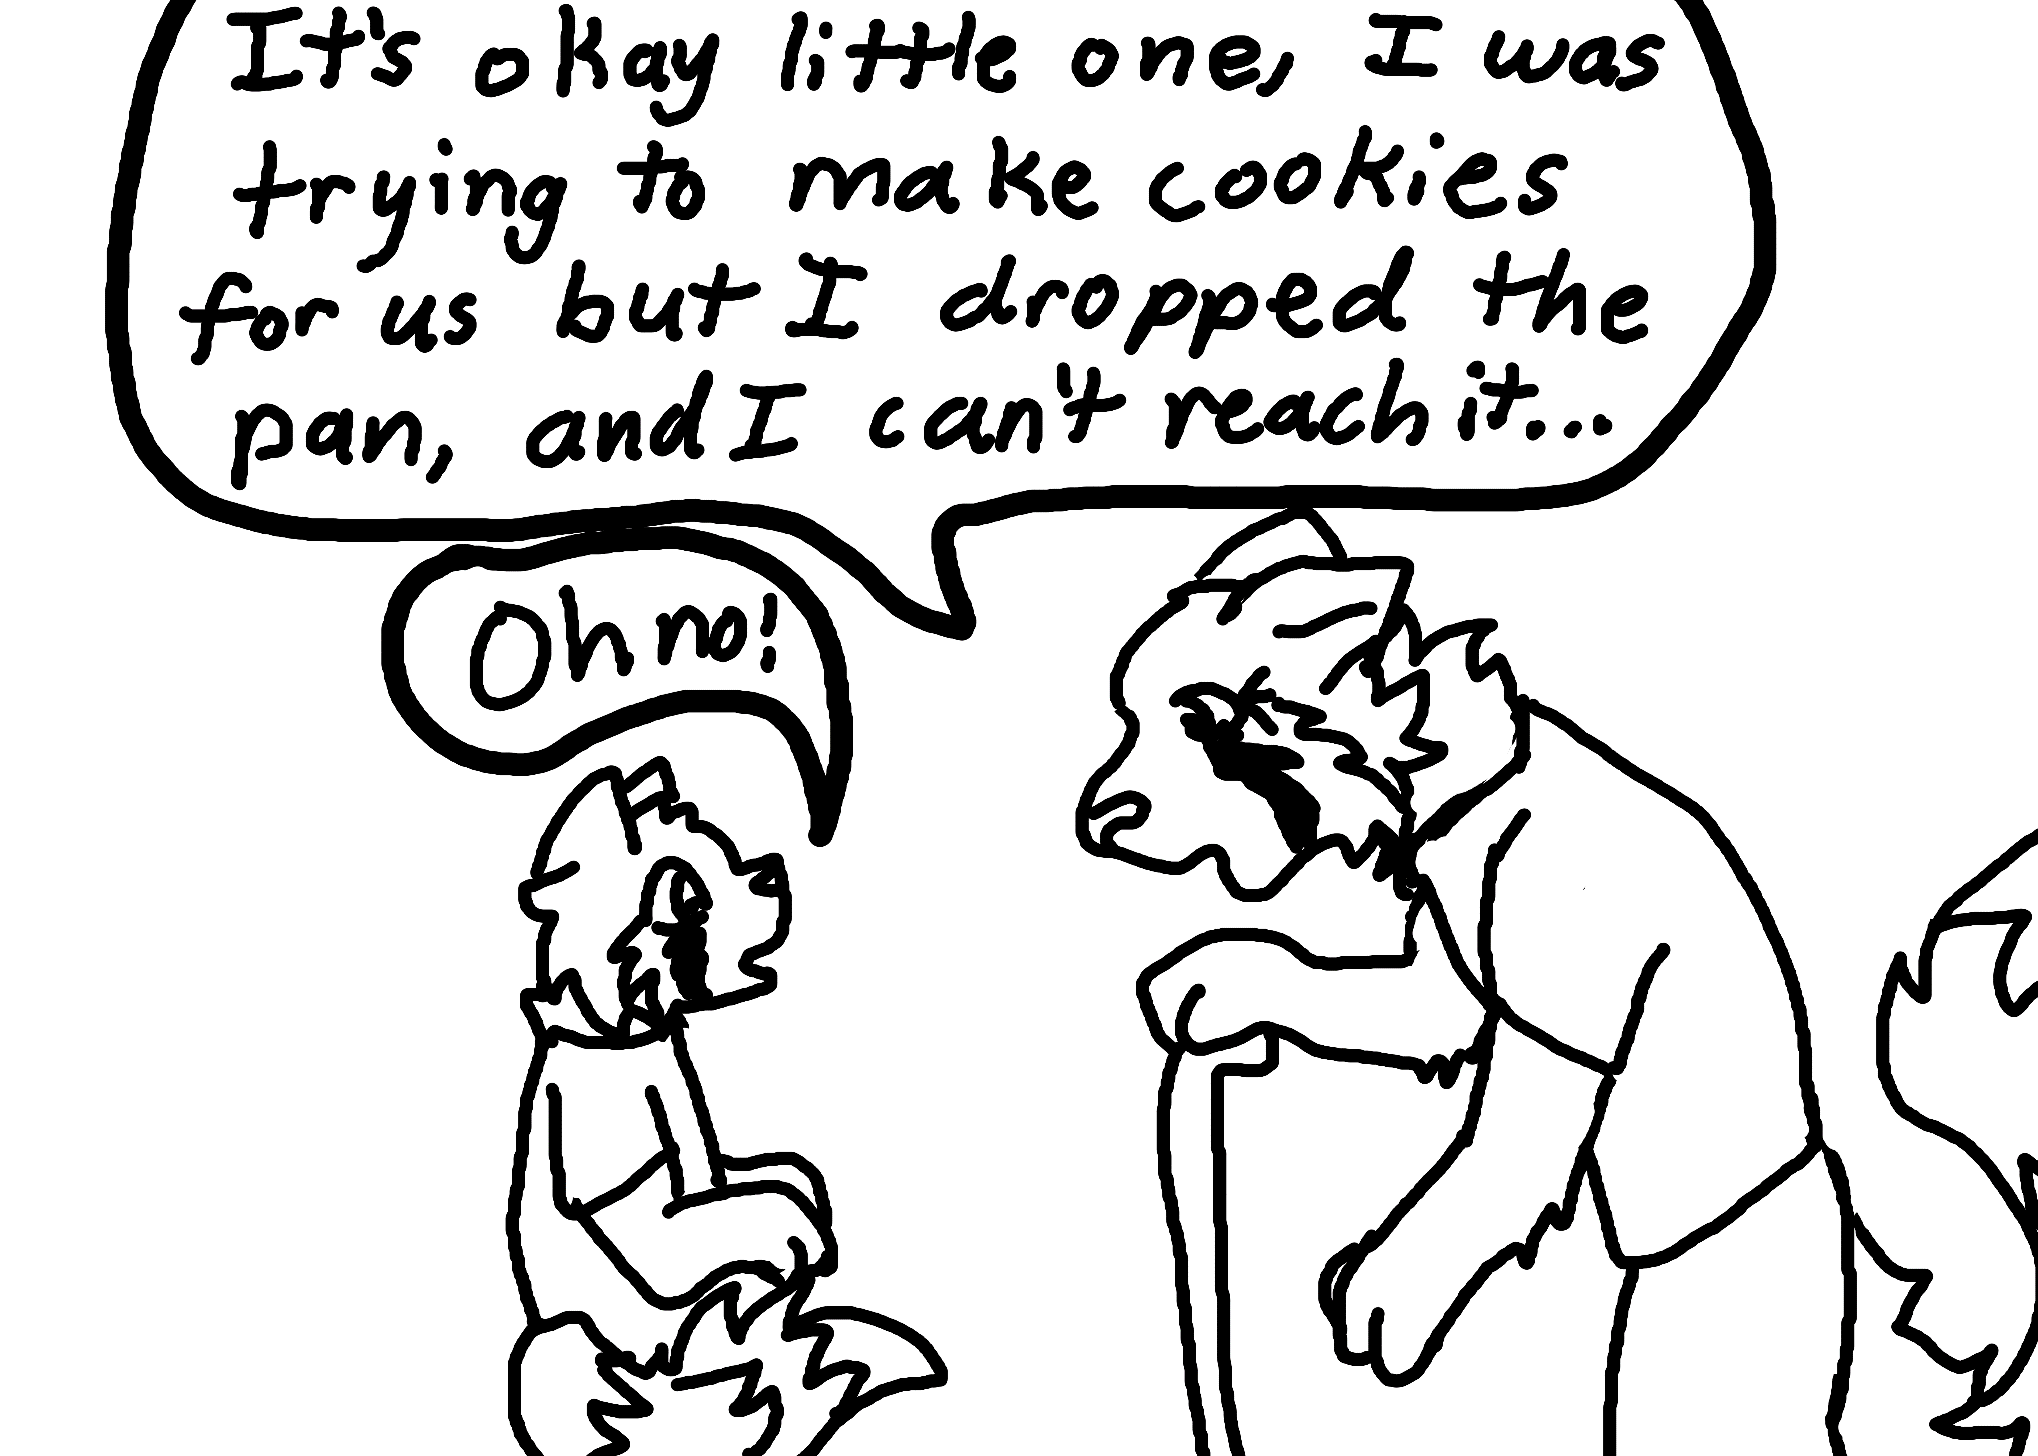 It's okay little one, I was
trying to make cookies
for us but I dropped the
pan, and I can't reach it...
Oh no!